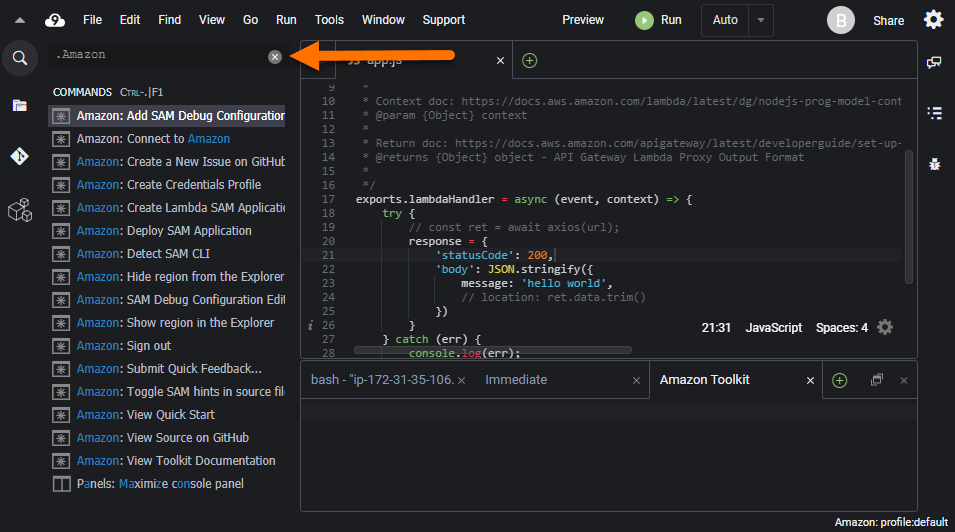 9 File Edit Find View Go Run Tools Window Support Preview Run Auto B Share
.Amazon
COMMANDS CTRL-.|F1
Amazon: Add SAM Debug Configuration
Amazon: Connect to Amazon
Amazon: Create a New Issue on GitHub
Amazon: Create Credentials Profile
Amazon: Create Lambda SAM Applicatio
Amazon: Deploy SAM Application
Amazon: Detect SAM CLI
Amazon: Hide region from the Explorer
Amazon: SAM Debug Configuration Edit
Amazon: Show region in the Explorer
Amazon: Sign out
Amazon: Submit Quick Feedback...
Amazon: Toggle SAM hints in source file
Amazon: View Quick Start
Amazon: View Source on GitHub
Amazon: View Toolkit Documentation
Panels: Maximize console panel
JS app.js
9 *
10 * Context doc: https://docs.aws.amazon.com/lambda/latest/dg/nodejs-prog-model-cont
11 * @param {Object} context
12 *
13 * Return doc: https://docs.aws.amazon.com/apigateway/latest/developerguide/set-up-
14 * @returns {Object} object - API Gateway Lambda Proxy Output Format
15 *
16 */
17 exports.lambdaHandler = async (event, context) => {
18 try {
19 // const ret = await axios(url);
20 response = {
21 'statusCode': 200,
22 'body': JSON.stringify({
23 message: 'hello world',
24 // location: ret.data.trim()
25 })
i 26 }
27 } catch (err) {
28 console.log(err);
21:31 JavaScript Spaces: 4
bash - "ip-172-31-35-106. Immediate Amazon Toolkit
Amazon: profile:default